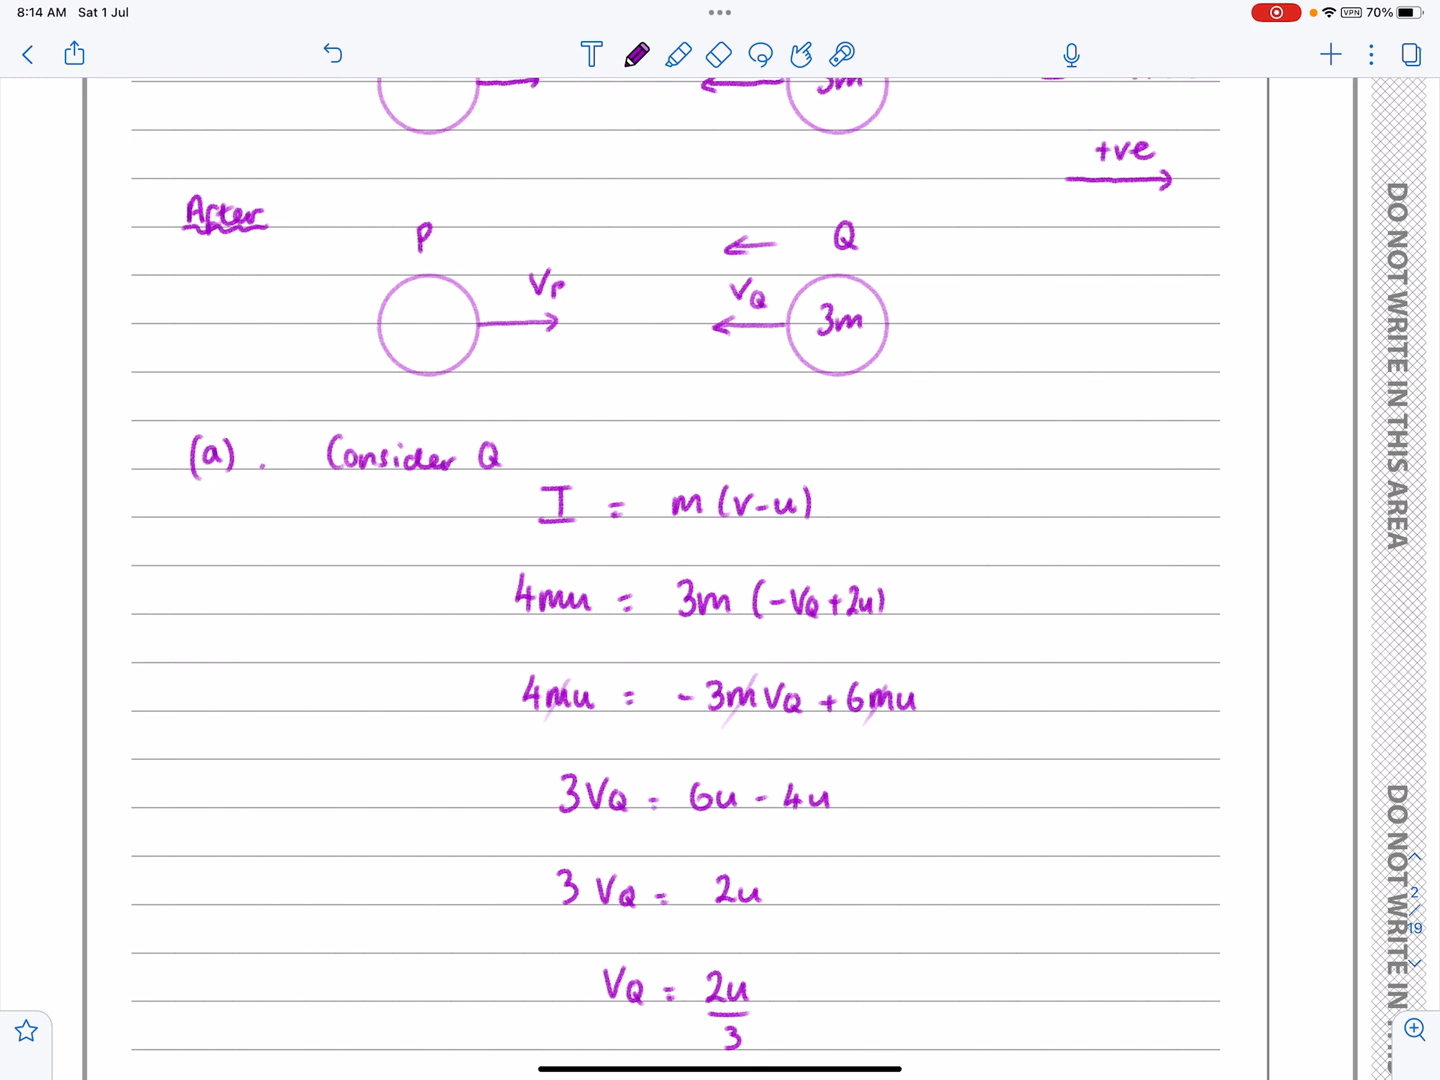 8:14 AM Sat 1 Jul
VPN 70%
T
3m
+ve
After
P
Q
VP
VQ
3m
(a). Consider Q
I = m(v-u)
4mu = 3m(-VQ+2u)
4mu = -3mVQ+6mu
3VQ = 6u - 4u
3VQ = 2u
VQ = 2u/3
DO NOT WRITE IN THIS AREA
DO NOT WRITE IN
2
/
19